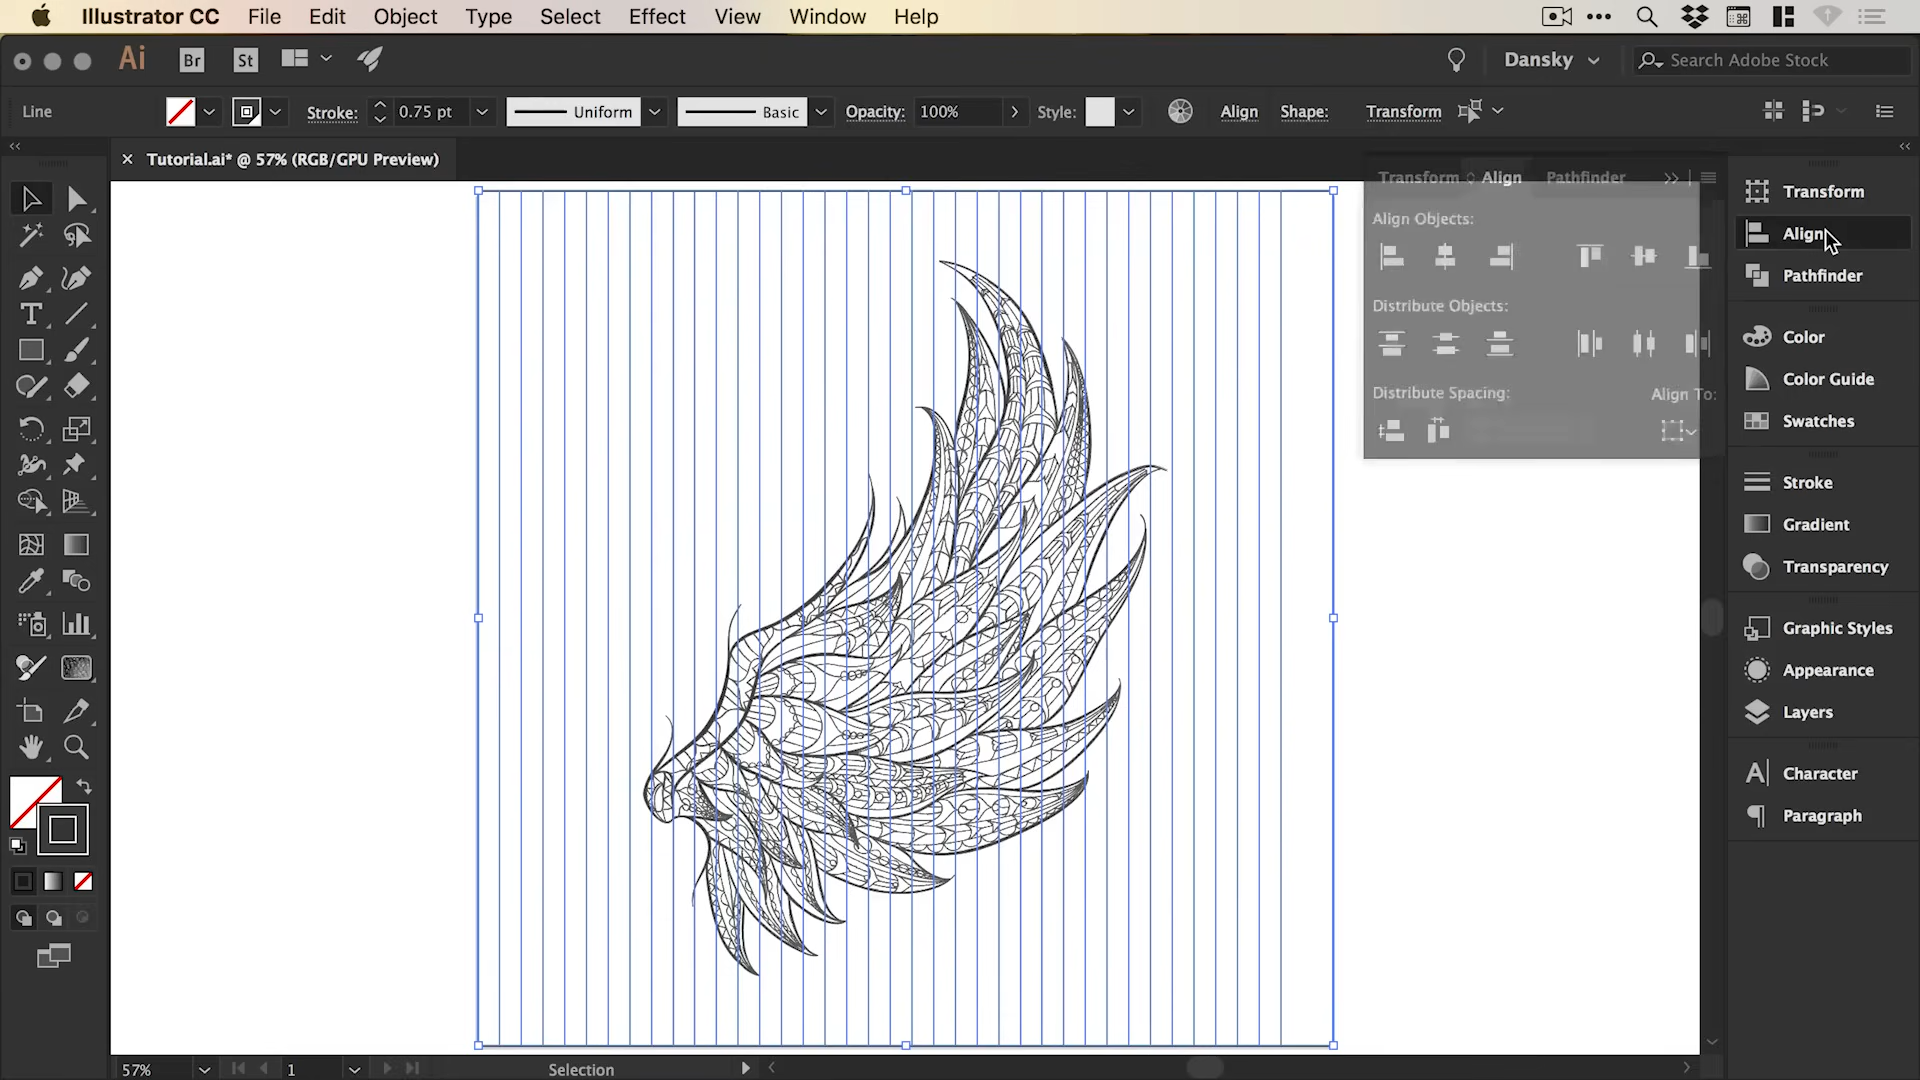 Illustrator CC File Edit Object Type Select Effect View Window Help
Ai Br St Dansky Search Adobe Stock
Line Stroke: 0.75 pt Uniform Basic Opacity: 100% Style: Align Shape: Transform
Tutorial.ai* @ 57% (RGB/GPU Preview)
Transform Align Pathfinder
Align Objects:
Distribute Objects:
Distribute Spacing: Align To:
Transform
Align
Pathfinder
Color
Color Guide
Swatches
Stroke
Gradient
Transparency
Graphic Styles
Appearance
Layers
Character
Paragraph
57% 1 Selection